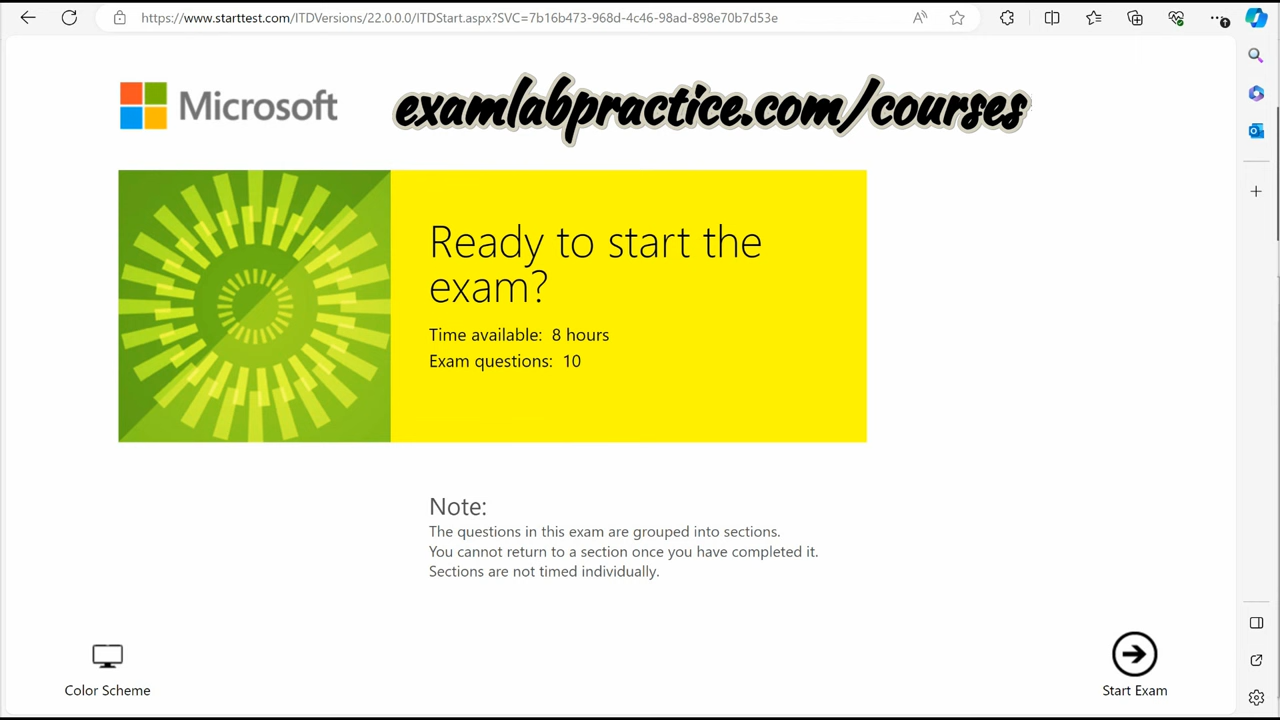 https://www.starttest.com/ITDVersions/22.0.0.0/ITDStart.aspx?SVC=7b16b473-968d-4c46-98ad-898e70b7d53e
Microsoft
examlabpractice.com/courses
Ready to start the
exam?
Time available: 8 hours
Exam questions: 10
Note:
The questions in this exam are grouped into sections.
You cannot return to a section once you have completed it.
Sections are not timed individually.
Color Scheme
Start Exam